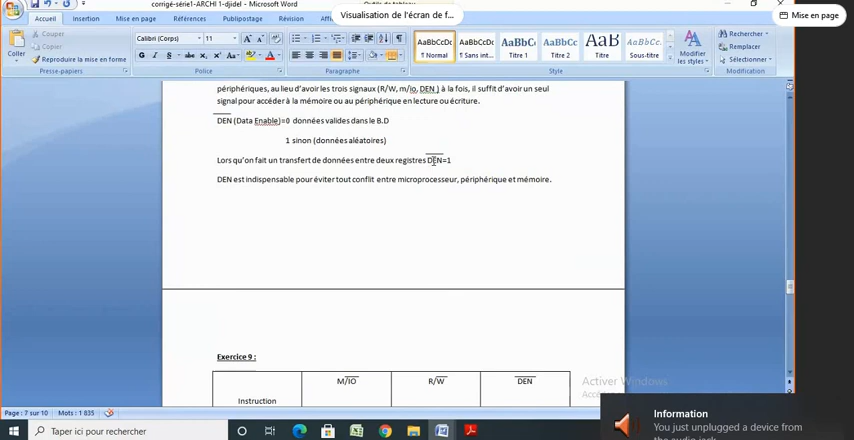 corrigé-série1-ARCHI 1-djidel
Outils de tableau
Visualisation de l'écran de f...
Mise en page
Accueil
Insertion
Mise en page
Références
Publipostage
Révision
Couper
Copier
Coller
Reproduire la mise en forme
Presse-papiers
Calibri (Corps)
11
Police
Paragraphe
AaBbCcDc
¶ Normal
AaBbCcDc
¶ Sans int...
AaBbC
Titre 1
AaBbCc
Titre 2
AaB
Titre
AaBbCcI
Sous-titre
Modifier les styles
Style
Rechercher
Remplacer
Sélectionner
Modification
périphériques, au lieu d'avoir les trois signaux (R/W, m/io, DEN ) à la fois, il suffit d'avoir un seul
signal pour accéder à la mémoire ou au périphérique en lecture ou écriture.
DEN (Data Enable)=0 données valides dans le B.D
1 sinon (données aléatoires)
Lors qu'on fait un transfert de données entre deux registres DEN=1
DEN est indispensable pour éviter tout conflit entre microprocesseur, périphérique et mémoire.
Exercice 9 :
M/IO
R/W
DEN
Instruction
Activer Windows
Information
You just unplugged a device from
Page : 7 sur 10
Mots : 1 835
Taper ici pour rechercher